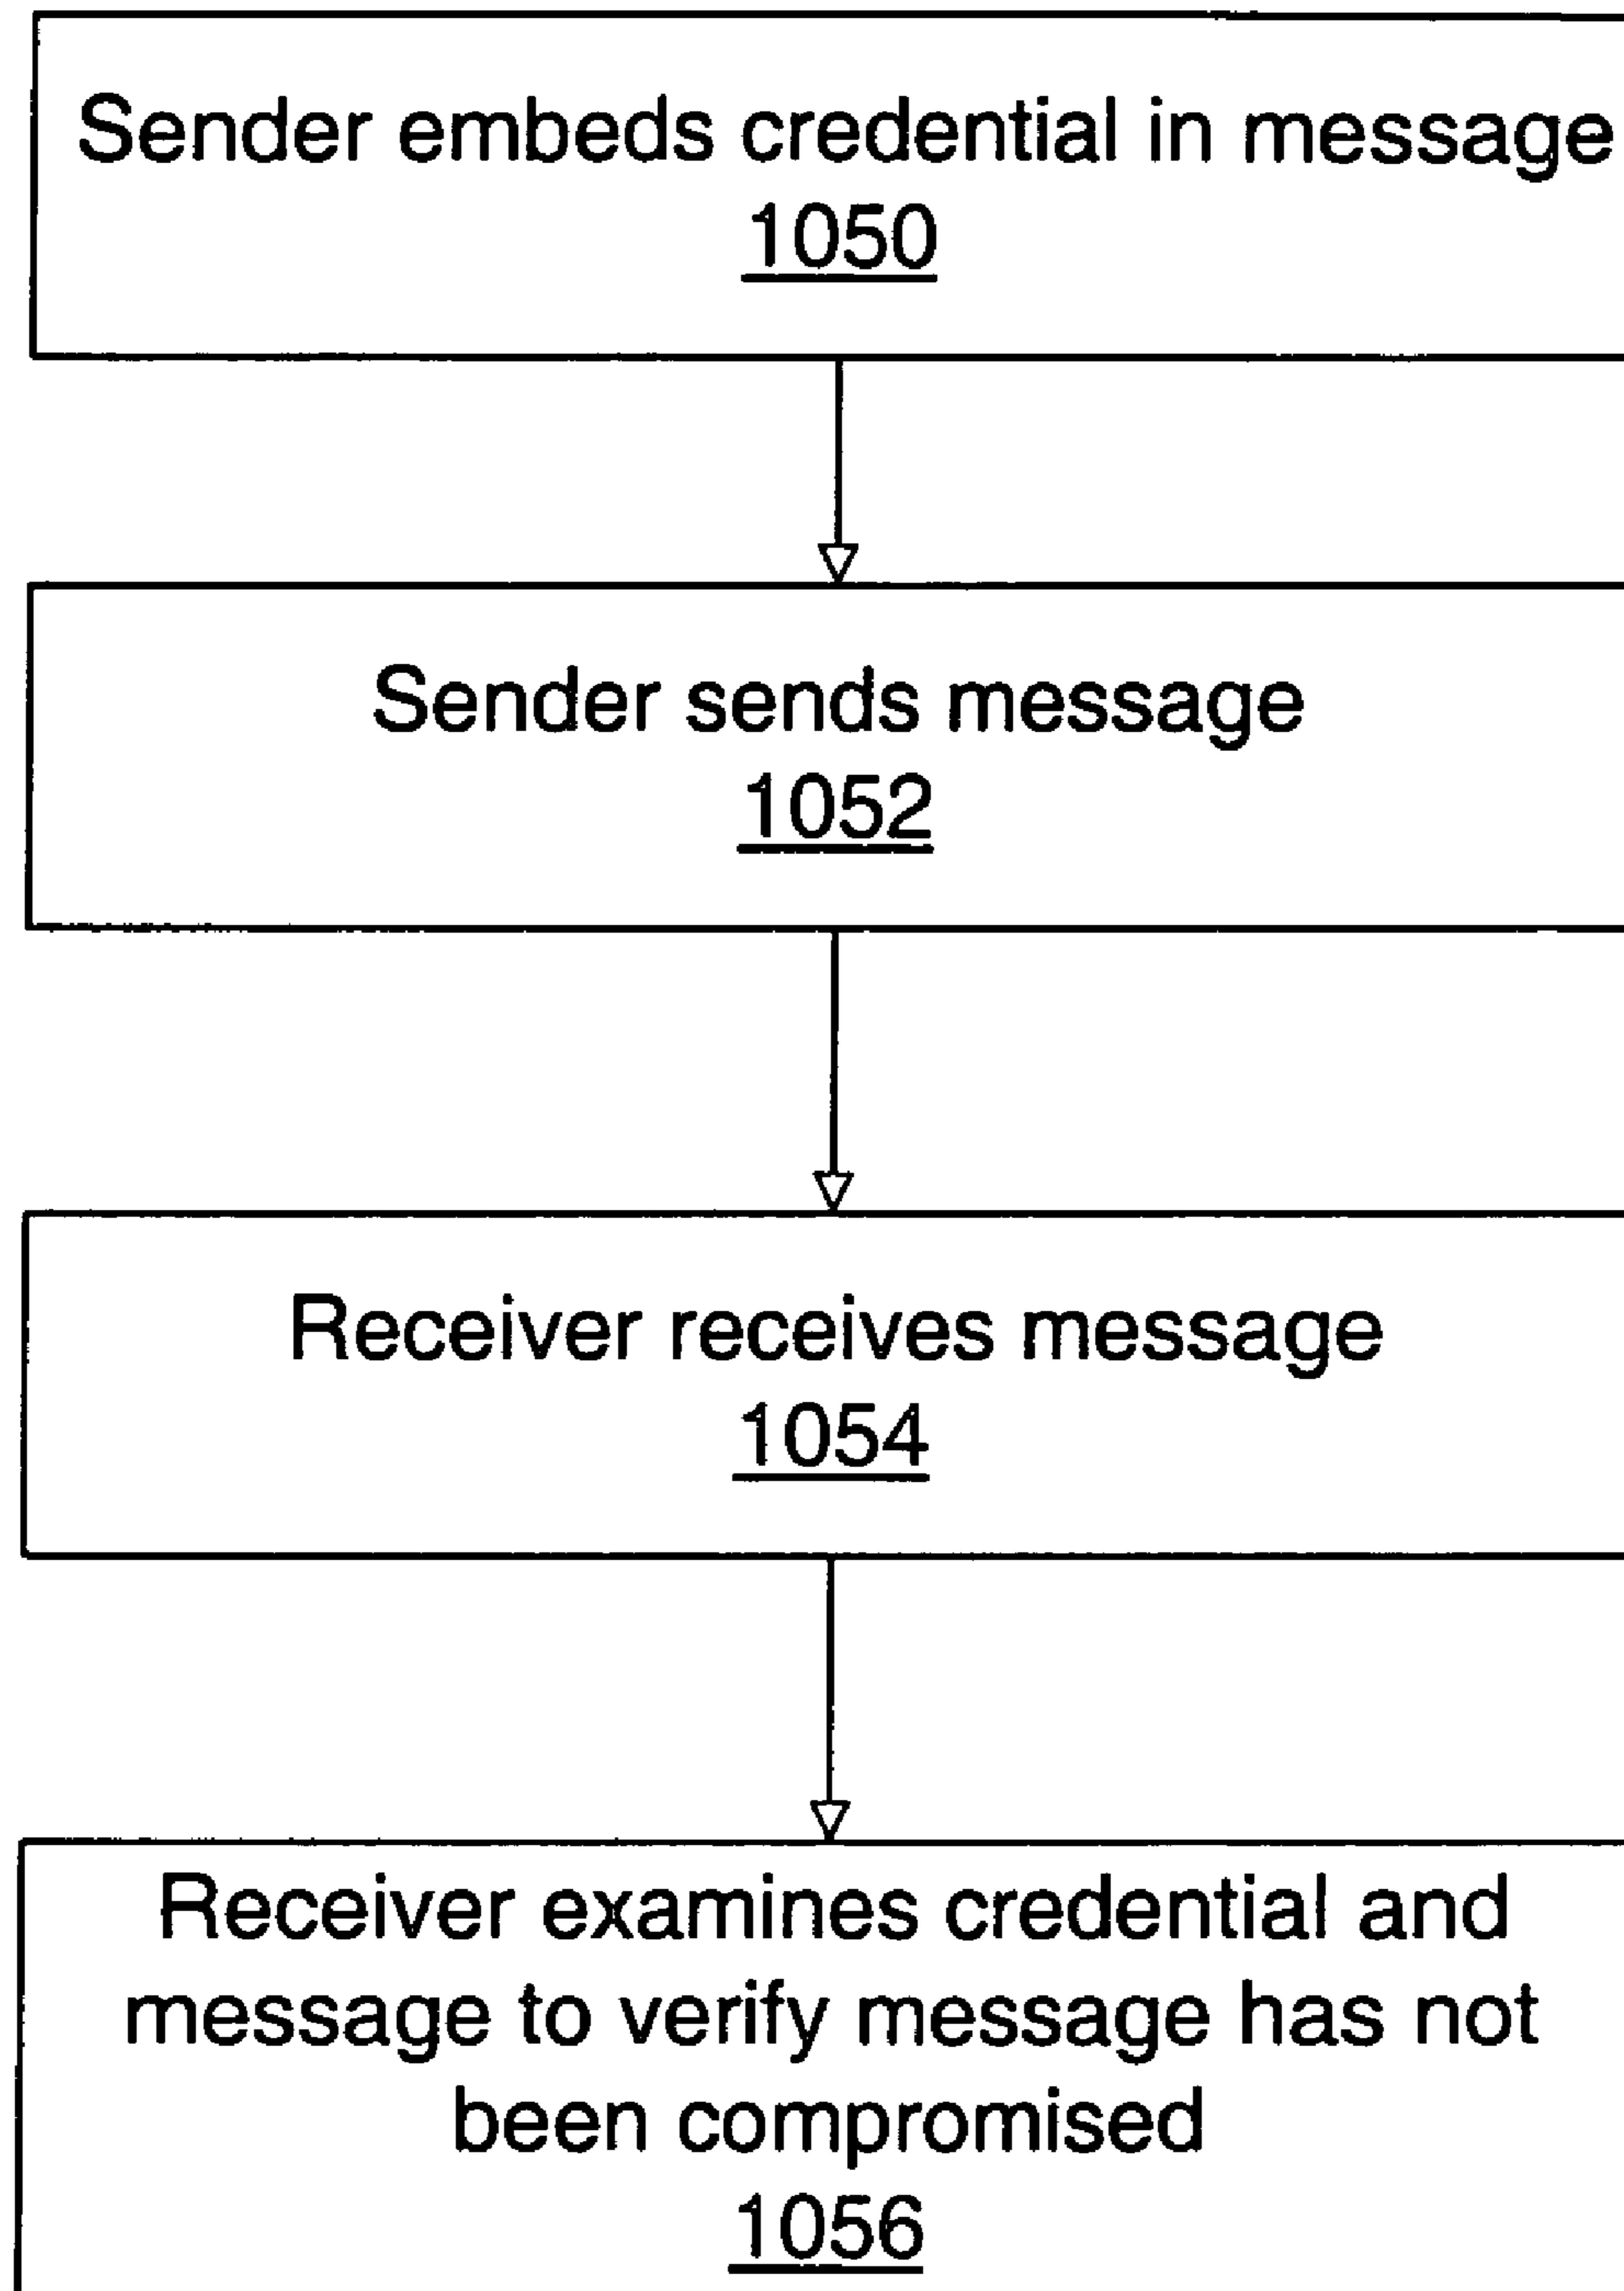 Sender embeds credential in message
1050
Sender sends message
1052
Receiver receives message
1054
Receiver examines credential and
message to verify message has not
been compromised
1056